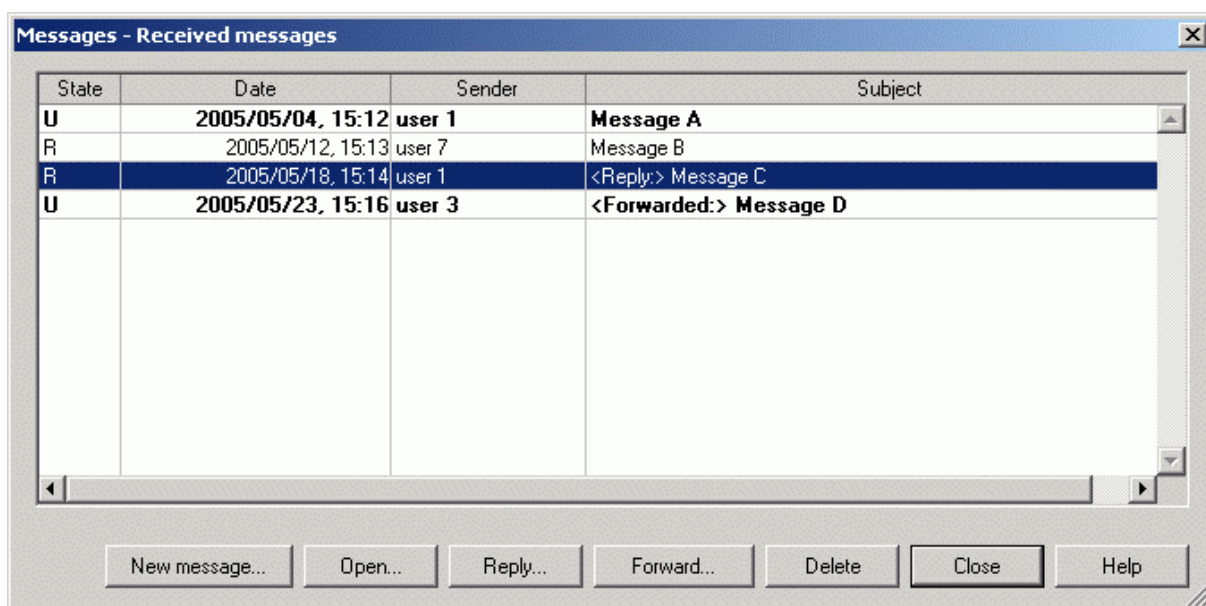 Messages - Received messages
State Date Sender Subject
U 2005/05/04, 15:12 user 1 Message A
R 2005/05/12, 15:13 user 7 Message B
R 2005/05/18, 15:14 user 1 <Reply:> Message C
U 2005/05/23, 15:16 user 3 <Forwarded:> Message D
New message... Open... Reply... Forward... Delete Close Help